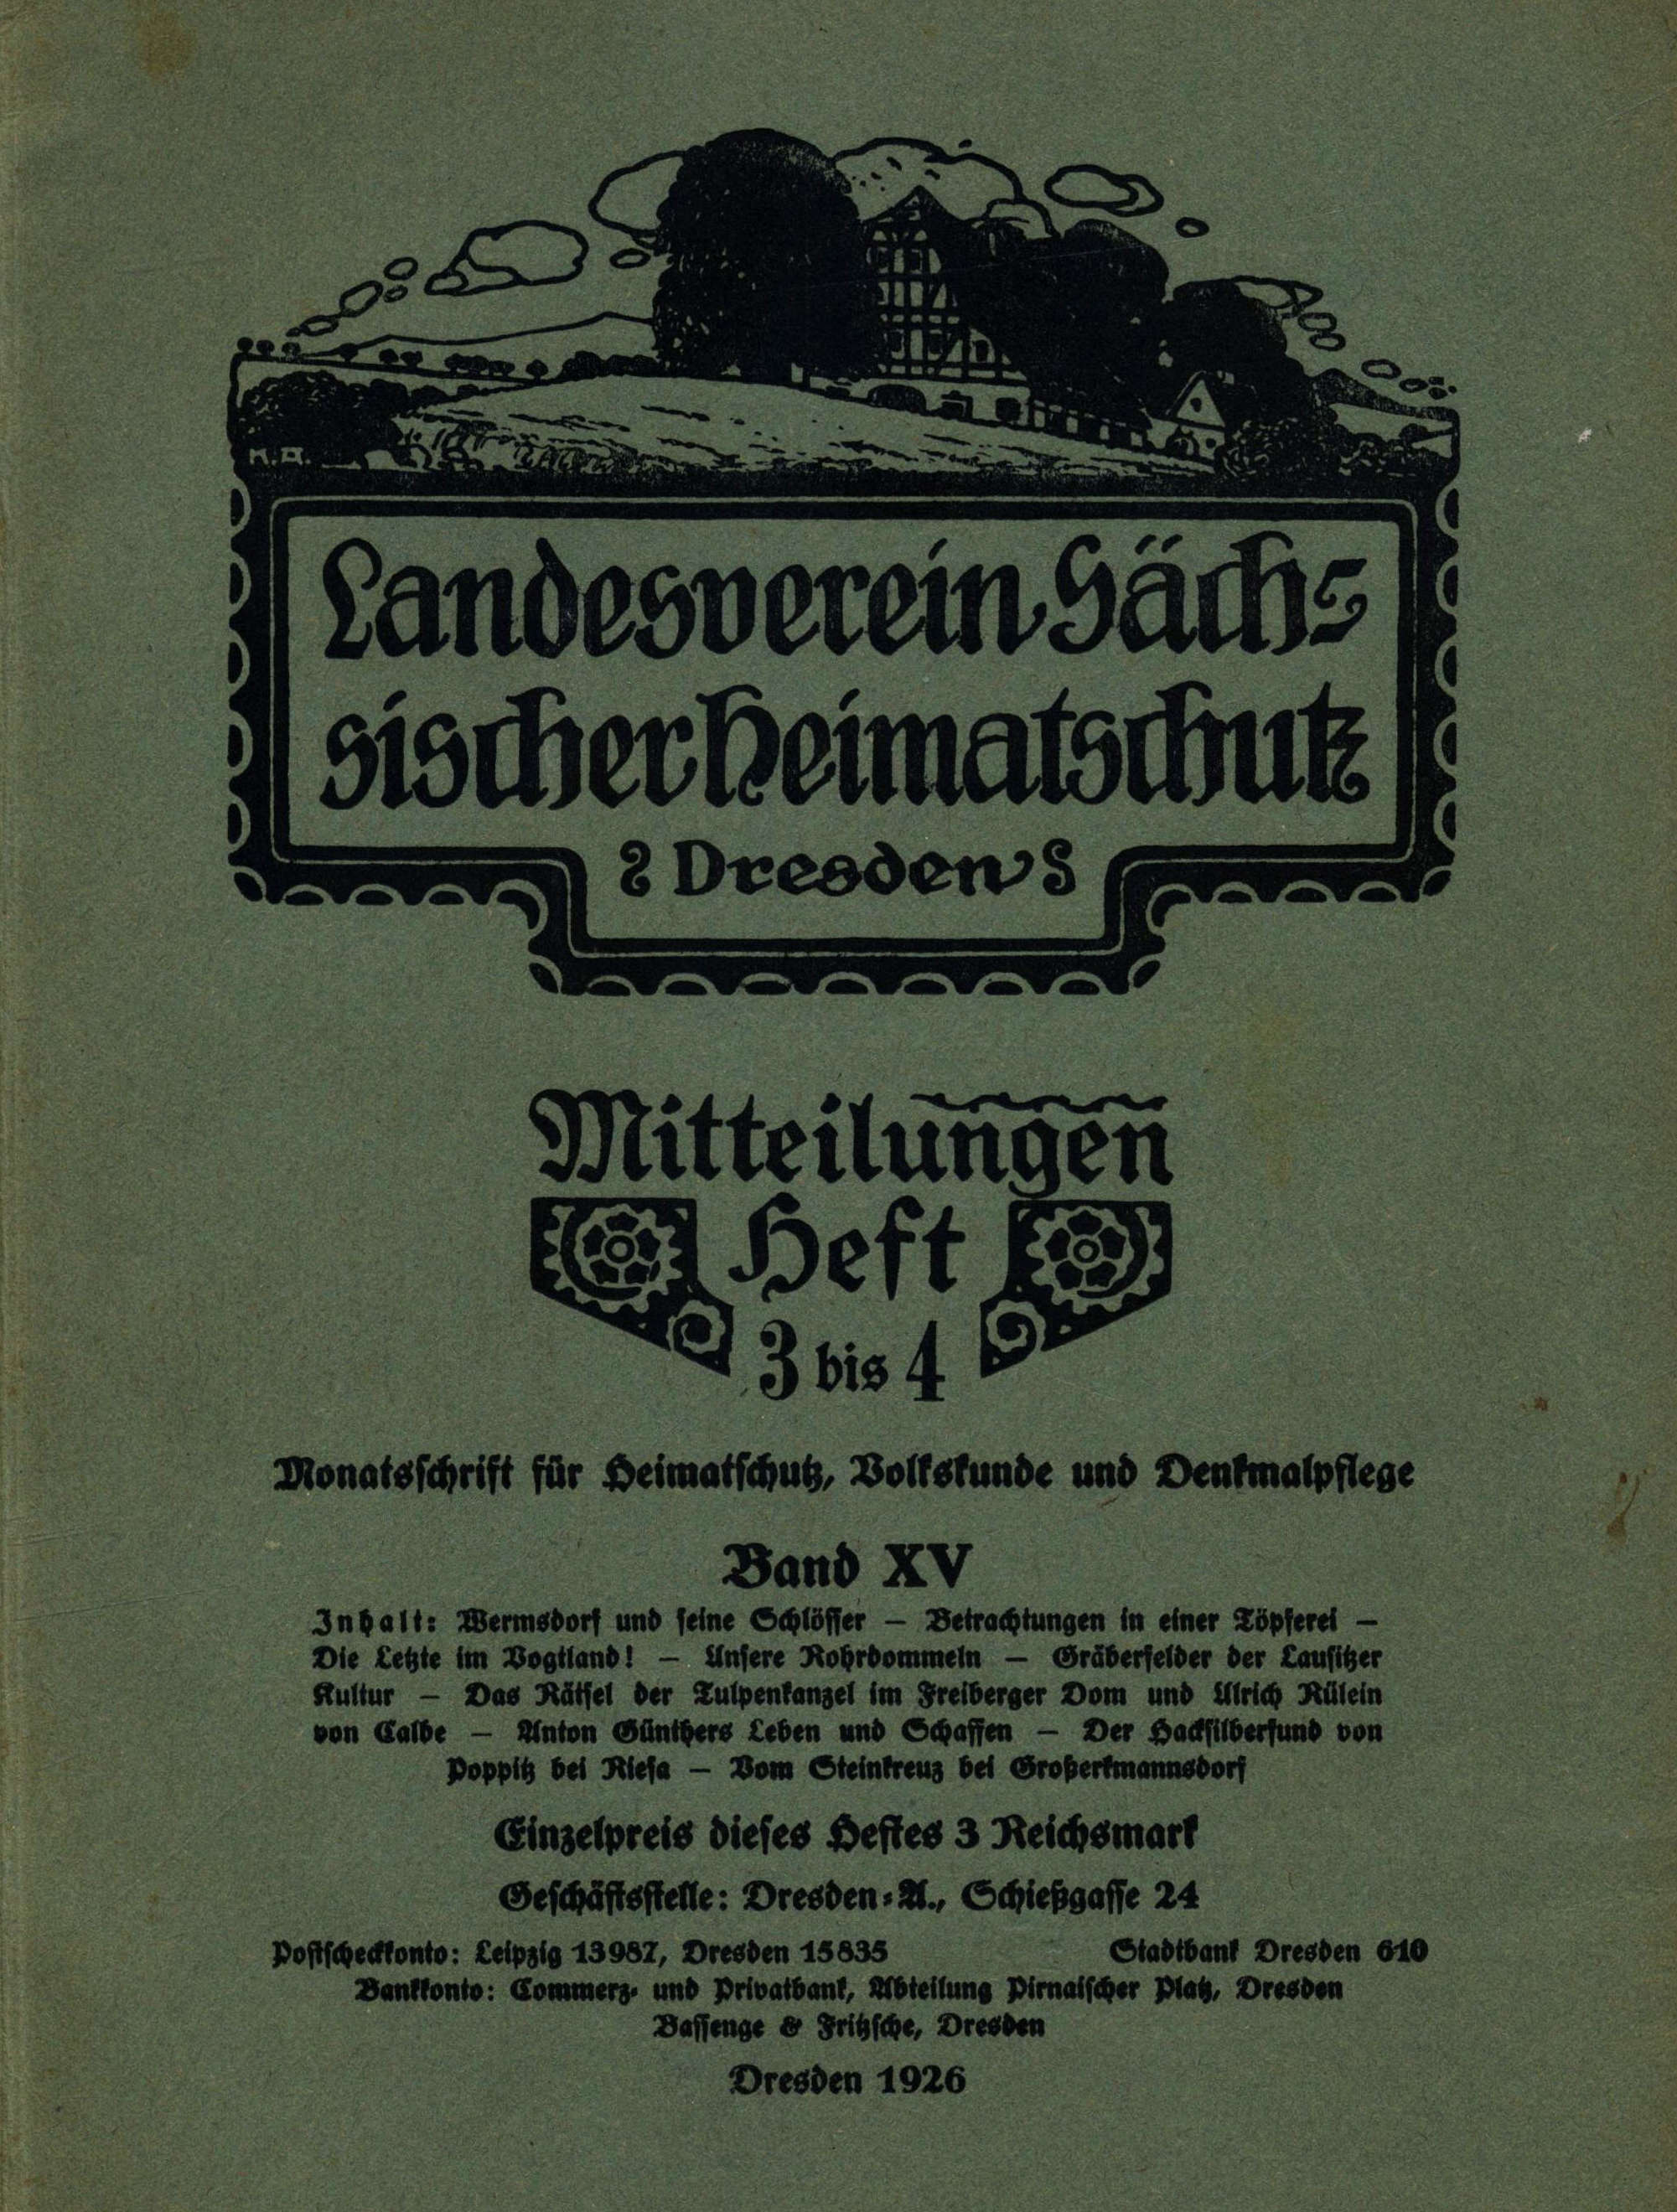 K.A.
Landesverein Säch-
sischer Heimatschutz
Dresden
Mitteilungen
Heft
3 bis 4
Monatsschrift für Heimatschutz, Volkskunde und Denkmalpflege
Band XV
Inhalt: Wermsdorf und seine Schlösser — Betrachtungen in einer Töpferei —
Die Letzte im Vogtland! — Unsere Rohrdommeln — Gräberfelder der Lausitzer
Kultur — Das Rätsel der Tulpenkanzel im Freiberger Dom und Ulrich Rülein
von Calbe — Anton Günthers Leben und Schaffen — Der Hacksilberfund von
Poppitz bei Riesa — Vom Steinkreuz bei Großerkmannsdorf
Einzelpreis dieses Heftes 3 Reichsmark
Geschäftsstelle: Dresden-A., Schießgasse 24
Postscheckkonto: Leipzig 13987, Dresden 15835 Stadtbank Dresden 610
Bankkonto: Commerz- und Privatbank, Abteilung Pirnaischer Platz, Dresden
Bassenge & Fritzsche, Dresden
Dresden 1926